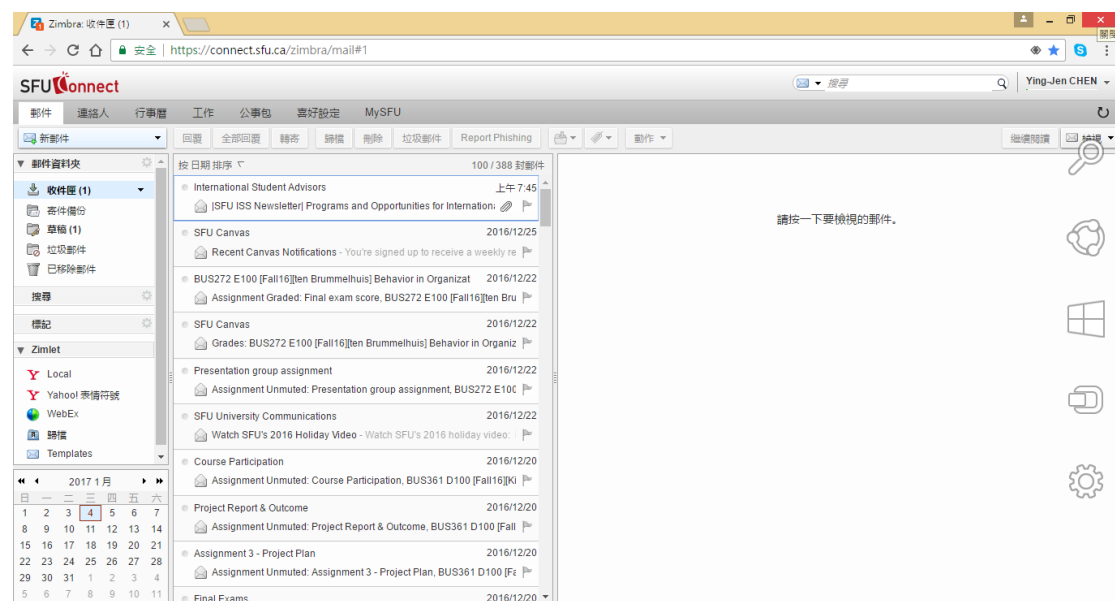 Zimbra: 收件匣 (1)
安全 | https://connect.sfu.ca/zimbra/mail#1
SFU Connect
搜尋
Ying-Jen CHEN
郵件 連絡人 行事曆 工作 公事包 喜好設定 MySFU
新郵件 回覆 全部回覆 轉寄 歸檔 刪除 垃圾郵件 Report Phishing 動作 繼續閱讀 檢視
郵件資料夾
收件匣 (1)
寄件備份
草稿 (1)
垃圾郵件
已移除郵件
搜尋
標記
Zimlet
Local
Yahoo! 表情符號
WebEx
歸檔
Templates
2017 1 月
日 一 二 三 四 五 六
1 2 3 4 5 6 7
8 9 10 11 12 13 14
15 16 17 18 19 20 21
22 23 24 25 26 27 28
29 30 31 1 2 3 4
5 6 7 8 9 10 11
按 日期 排序 100 / 388 封郵件
International Student Advisors 上午 7:45
|SFU ISS Newsletter| Programs and Opportunities for Internation
SFU Canvas 2016/12/25
Recent Canvas Notifications - You're signed up to receive a weekly re
BUS272 E100 [Fall16][ten Brummelhuis] Behavior in Organizat 2016/12/22
Assignment Graded: Final exam score, BUS272 E100 [Fall16][ten Bru
SFU Canvas 2016/12/22
Grades: BUS272 E100 [Fall16][ten Brummelhuis] Behavior in Organiz
Presentation group assignment 2016/12/22
Assignment Unmuted: Presentation group assignment, BUS272 E100
SFU University Communications 2016/12/22
Watch SFU's 2016 Holiday Video - Watch SFU's 2016 holiday video:
Course Participation 2016/12/20
Assignment Unmuted: Course Participation, BUS361 D100 [Fall16][Ki
Project Report & Outcome 2016/12/20
Assignment Unmuted: Project Report & Outcome, BUS361 D100 [Fall
Assignment 3 - Project Plan 2016/12/20
Assignment Unmuted: Assignment 3 - Project Plan, BUS361 D100 [Fa
Final Exams 2016/12/20
請按一下要檢視的郵件。